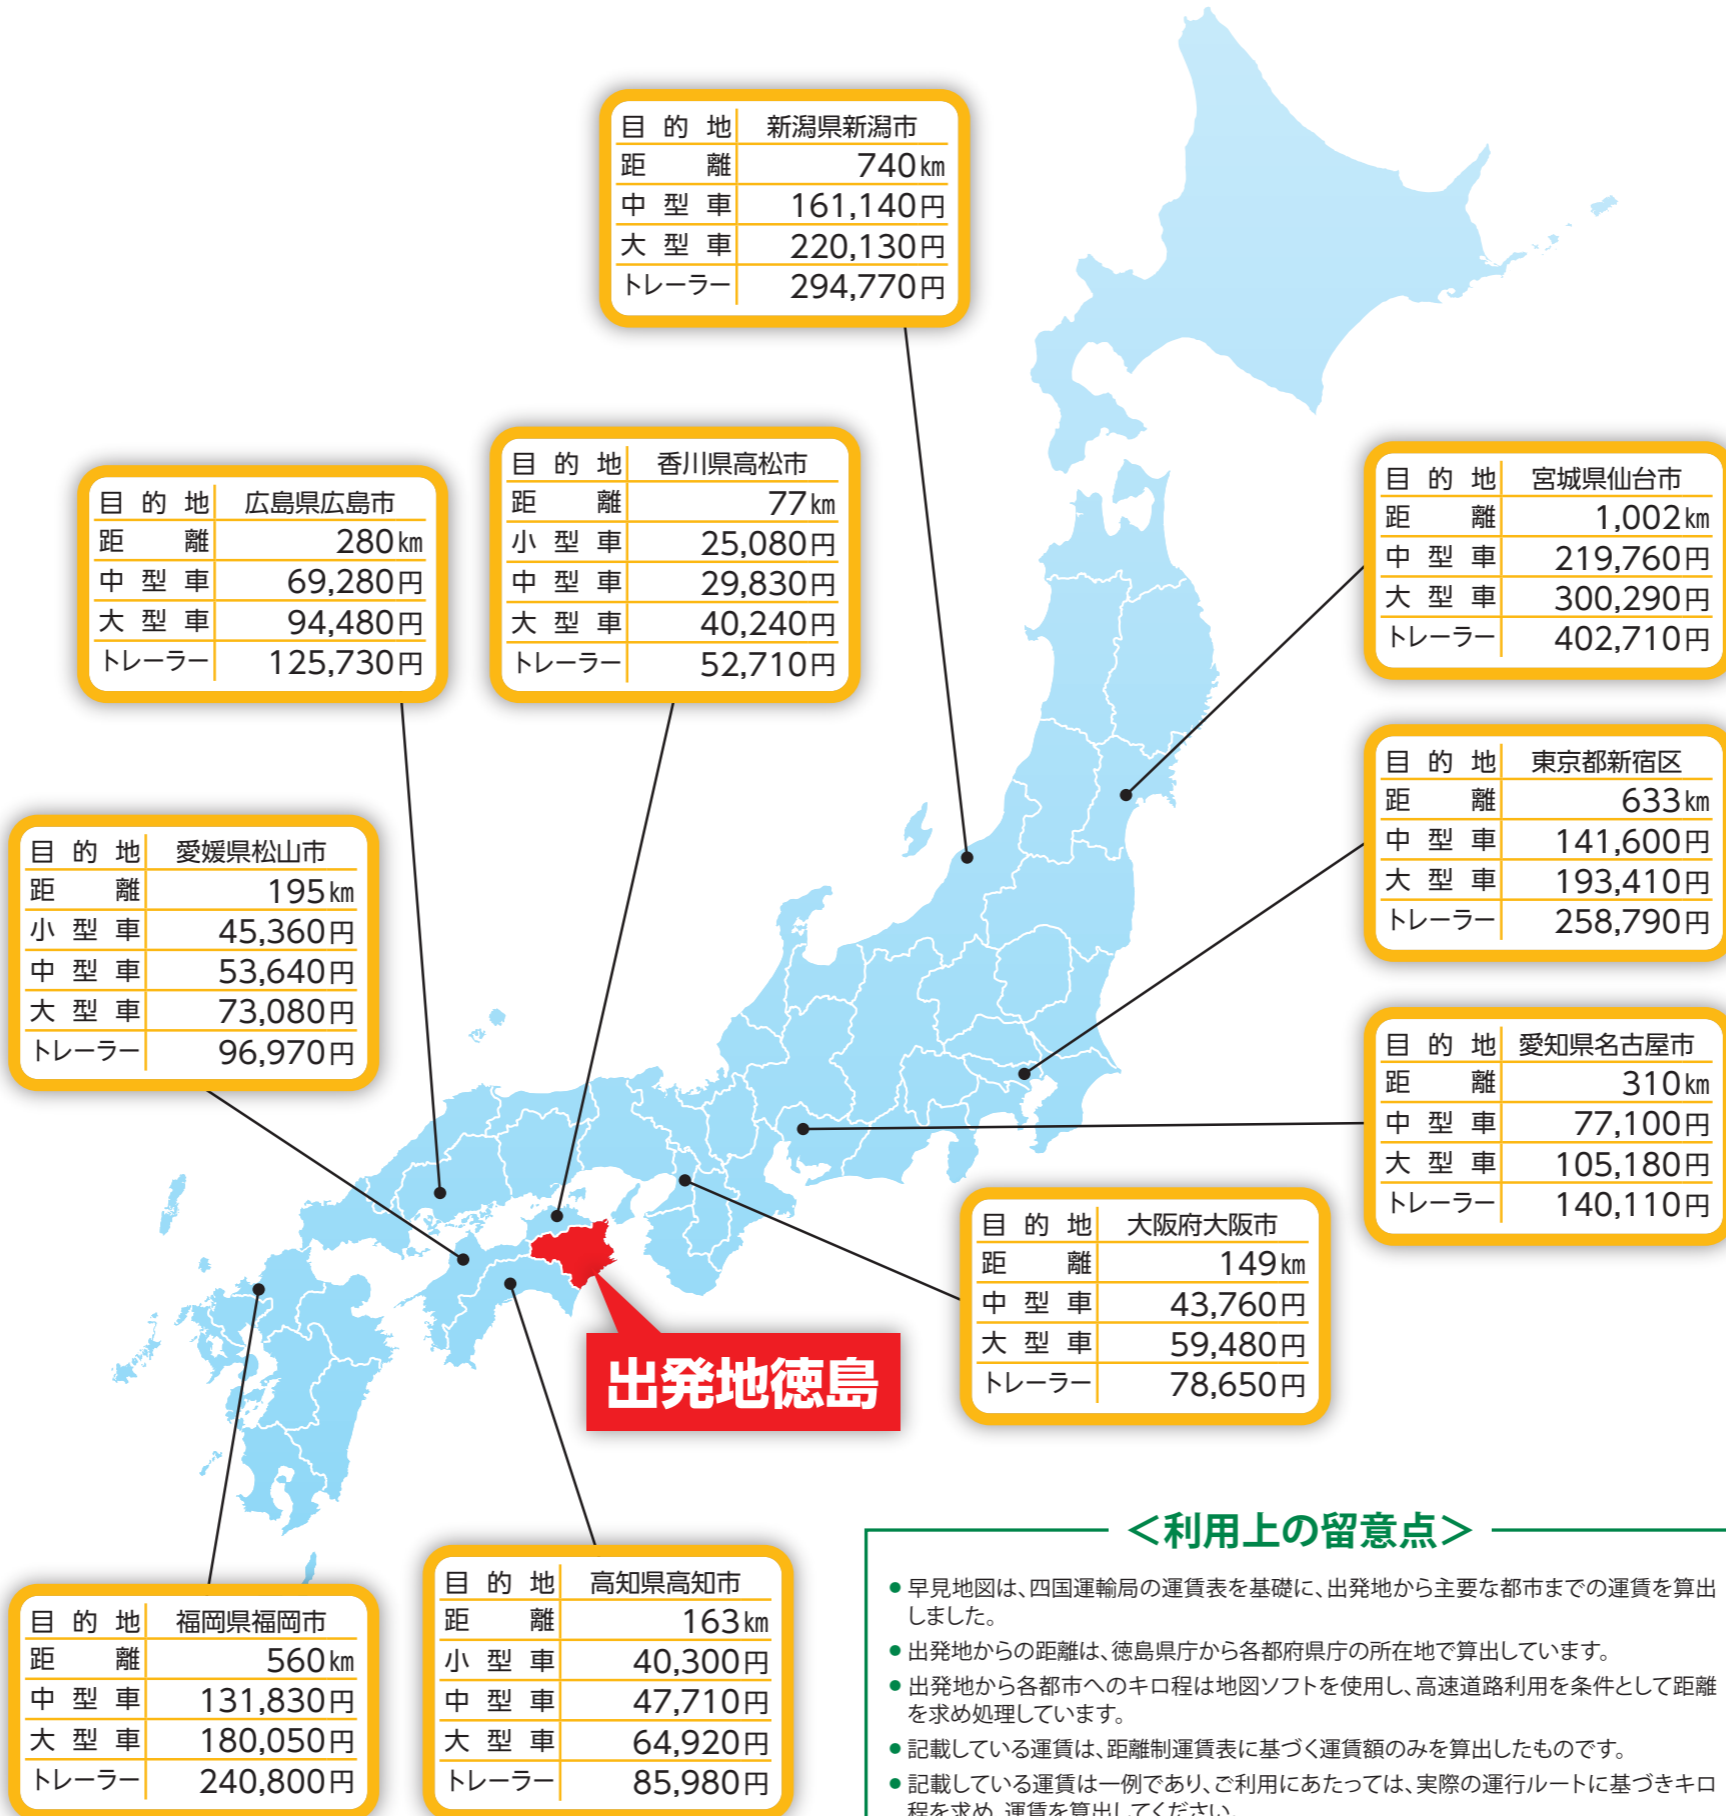 目的地 新潟県新潟市
距離 740km
中型車 161,140円
大型車 220,130円
トレーラー 294,770円
目的地 香川県高松市
距離 77km
小型車 25,080円
中型車 29,830円
大型車 40,240円
トレーラー 52,710円
目的地 宮城県仙台市
距離 1,002km
中型車 219,760円
大型車 300,290円
トレーラー 402,710円
目的地 広島県広島市
距離 280km
中型車 69,280円
大型車 94,480円
トレーラー 125,730円
目的地 東京都新宿区
距離 633km
中型車 141,600円
大型車 193,410円
トレーラー 258,790円
目的地 愛媛県松山市
距離 195km
小型車 45,360円
中型車 53,640円
大型車 73,080円
トレーラー 96,970円
目的地 愛知県名古屋市
距離 310km
中型車 77,100円
大型車 105,180円
トレーラー 140,110円
目的地 大阪府大阪市
距離 149km
中型車 43,760円
大型車 59,480円
トレーラー 78,650円
出発地徳島
目的地 福岡県福岡市
距離 560km
中型車 131,830円
大型車 180,050円
トレーラー 240,800円
目的地 高知県高知市
距離 163km
小型車 40,300円
中型車 47,710円
大型車 64,920円
トレーラー 85,980円
＜利用上の留意点＞
●早見地図は、四国運輸局の運賃表を基礎に、出発地から主要な都市までの運賃を算出
しました。
●出発地からの距離は、徳島県庁から各都府県庁の所在地で算出しています。
●出発地から各都市へのキロ程は地図ソフトを使用し、高速道路利用を条件として距離
を求め処理しています。
●記載している運賃は、距離制運賃表に基づく運賃額のみを算出したものです。
●記載している運賃は一例であり、ご利用にあたっては、実際の運行ルートに基づきキロ
程を求め、運賃を算出してください。